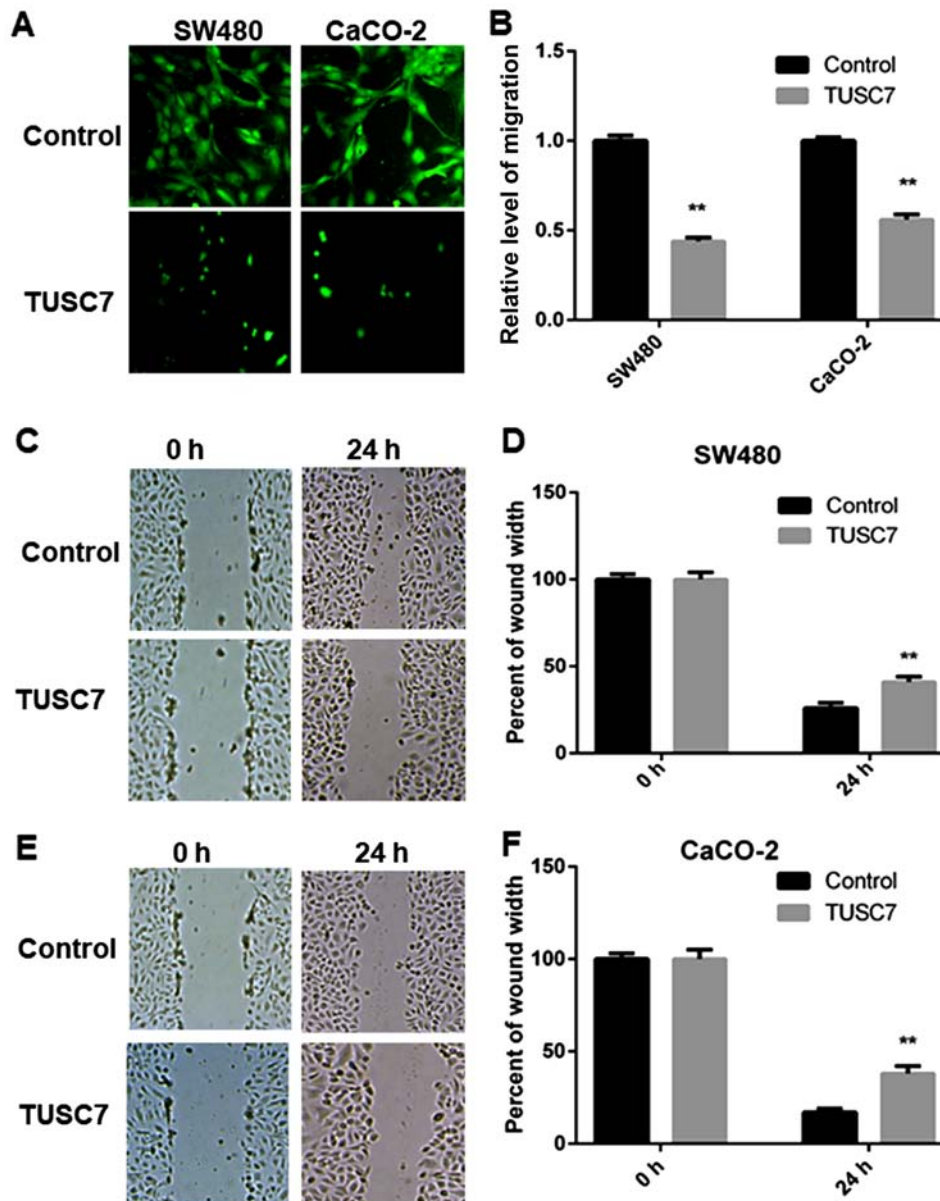 A
SW480 CaCO-2
Control
TUSC7
B
Relative level of migration
1.5
1.0
0.5
0.0
Control
TUSC7
**
**
SW480
CaCO-2
C
0 h 24 h
Control
TUSC7
D
SW480
Percent of wound width
150
100
50
0
Control
TUSC7
**
0 h
24 h
E
0 h 24 h
Control
TUSC7
F
CaCO-2
Percent of wound width
150
100
50
0
Control
TUSC7
**
0 h
24 h